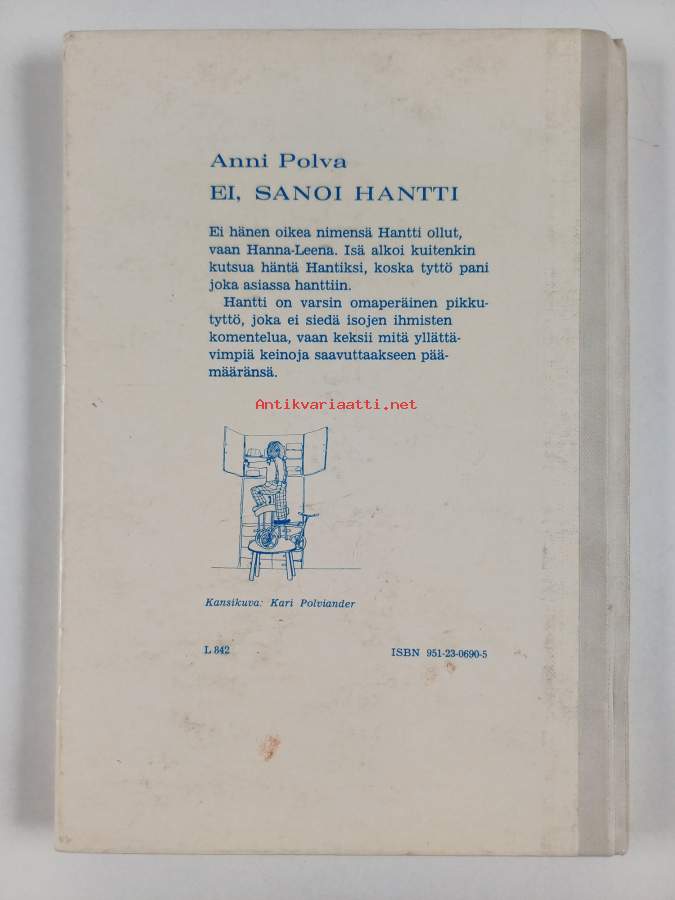 Anni Polva
EI, SANOI HANTTI
Ei hänen oikea nimensä Hantti ollut,
vaan Hanna-Leena. Isä alkoi kuitenkin
kutsua häntä Hantiksi, koska tyttö pani
joka asiassa hanttiin.
Hantti on varsin omaperäinen pikku-
tyttö, joka ei siedä isojen ihmisten
komentelua, vaan keksii mitä yllättä-
vimpiä keinoja saavuttaakseen pää-
määränsä.
Antikvariaatti.net
Kansikuva: Kari Polviander
L 842
ISBN 951-23-0690-5